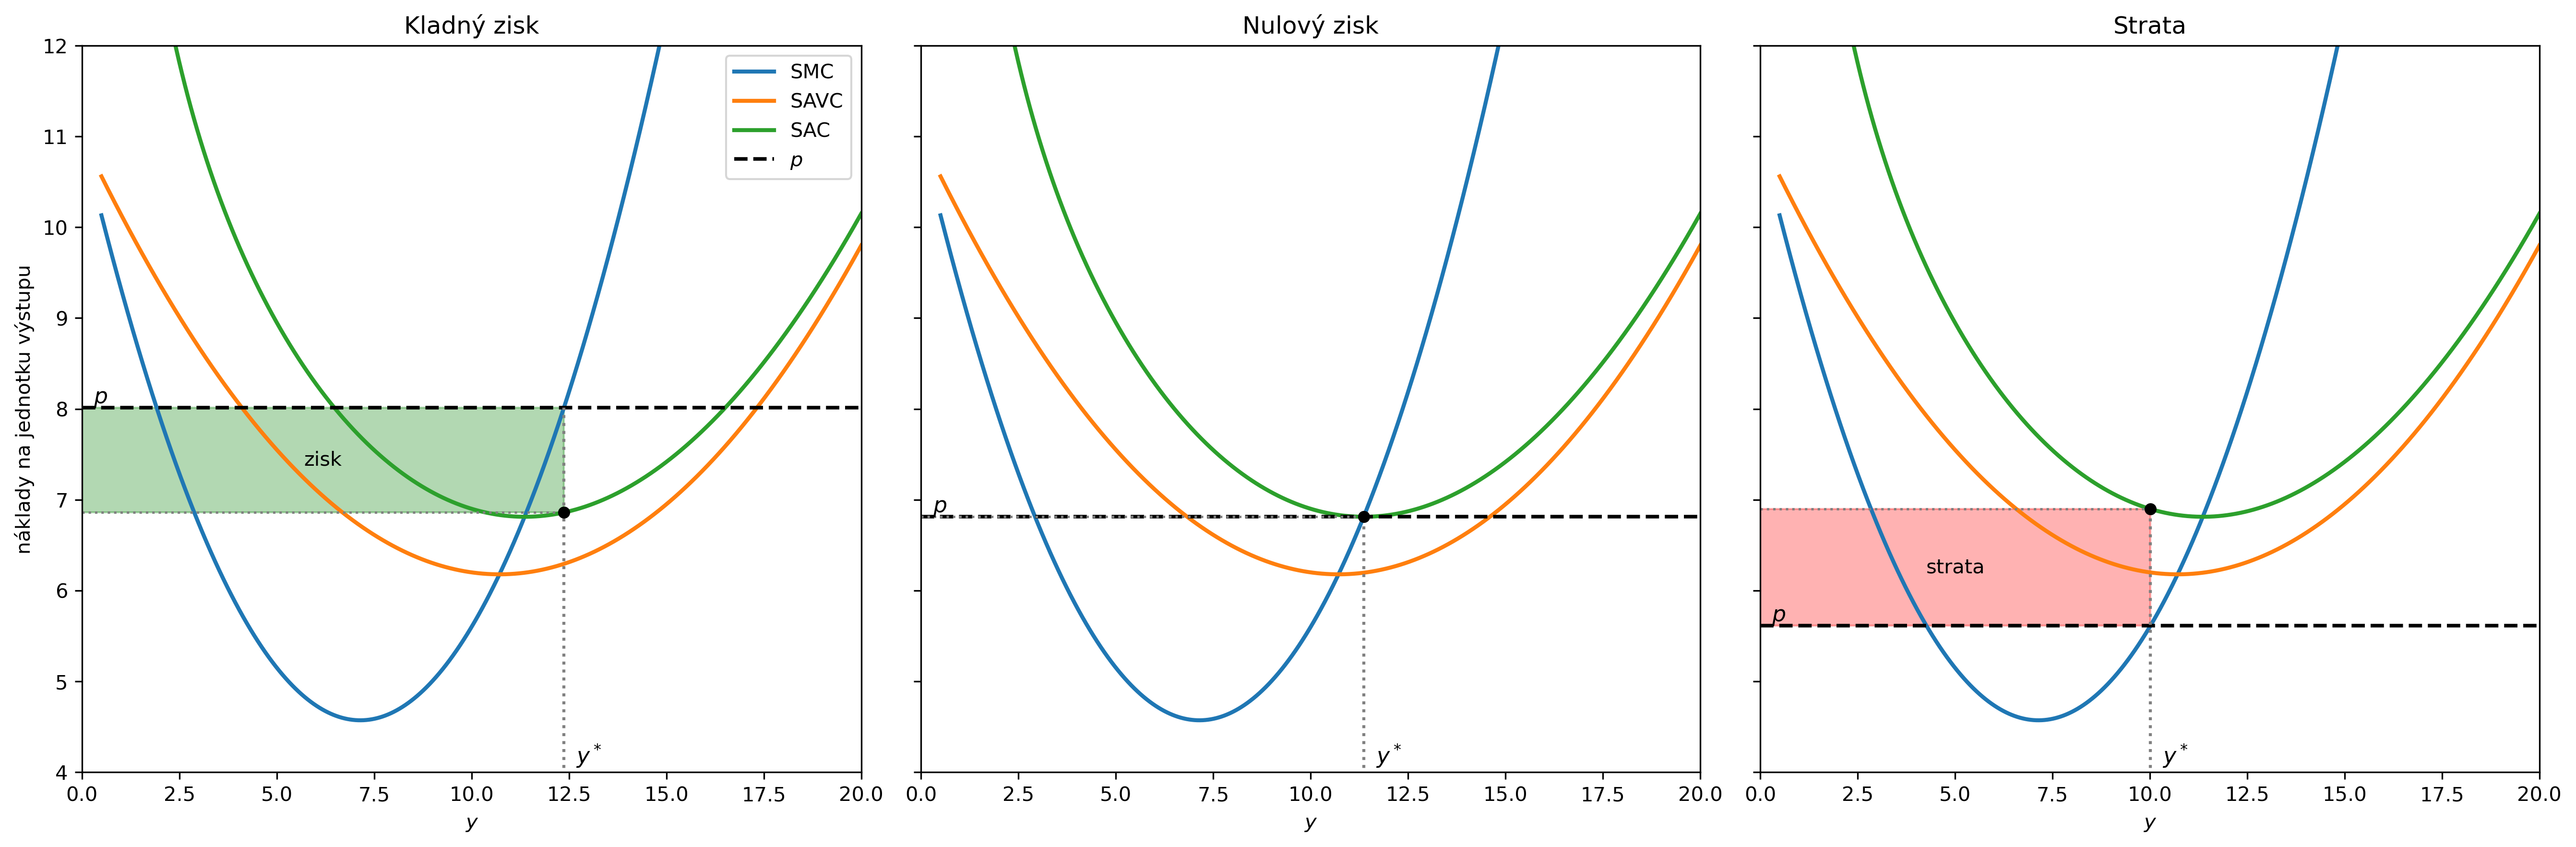 Kladný zisk
náklady na jednotku výstupu
12
11
10
9
8
7
6
5
4
SMC
SAVC
SAC
p
p
zisk
y*
0.0 2.5 5.0 7.5 10.0 12.5 15.0 17.5 20.0
y
Nulový zisk
p
y*
0.0 2.5 5.0 7.5 10.0 12.5 15.0 17.5 20.0
y
Strata
strata
p
y*
0.0 2.5 5.0 7.5 10.0 12.5 15.0 17.5 20.0
y